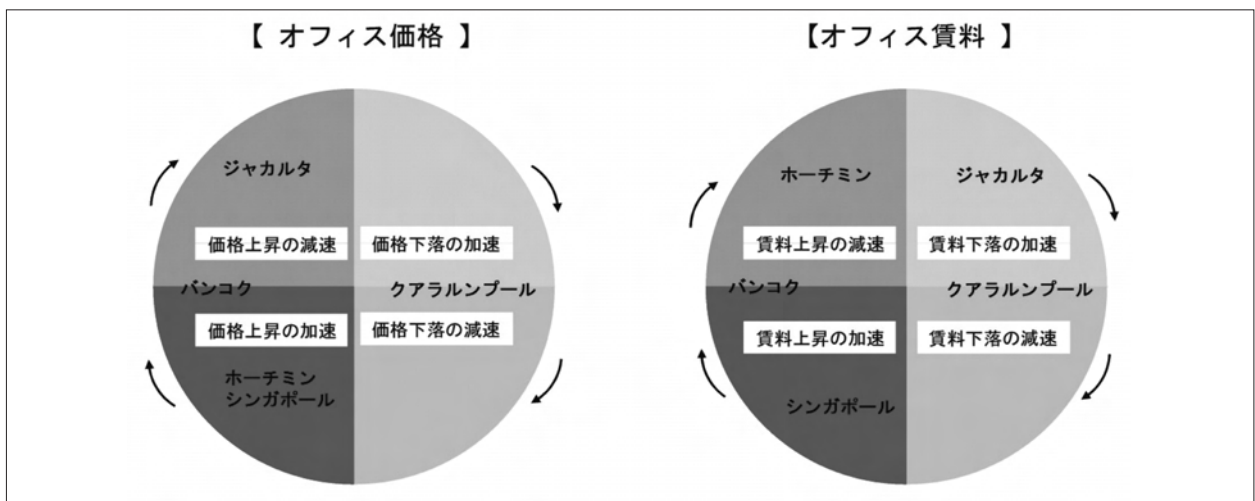 【 オフィス価格 】
ジャカルタ
価格上昇の減速
価格下落の加速
バンコク
クアラルンプール
価格上昇の加速
価格下落の減速
ホーチミン
シンガポール
【オフィス賃料 】
ホーチミン
ジャカルタ
賃料上昇の減速
賃料下落の加速
バンコク
クアラルンプール
賃料上昇の加速
賃料下落の減速
シンガポール